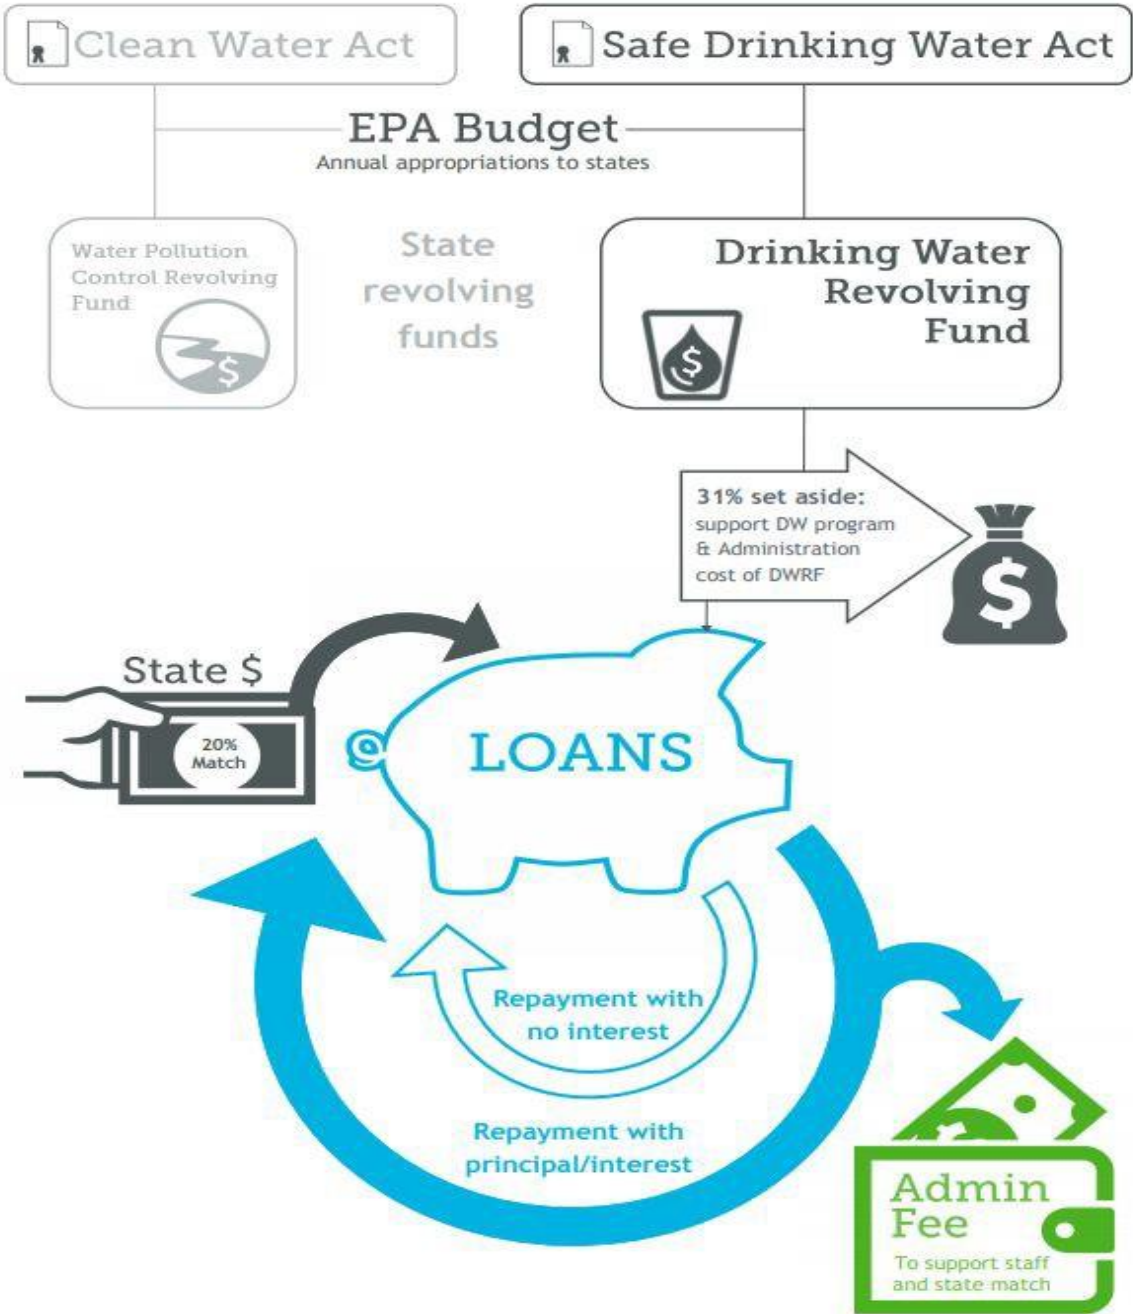 Clean Water Act
Safe Drinking Water Act
EPA Budget
Annual appropriations to states
Water Pollution
Control Revolving
Fund
$
State
revolving
funds
Drinking Water
Revolving
Fund
$
31% set aside:
support DW program
& Administration
cost of DWRF
$
State $
20%
Match
LOANS
Repayment with
no interest
Repayment with
principal/interest
Admin
Fee
To support staff
and state match